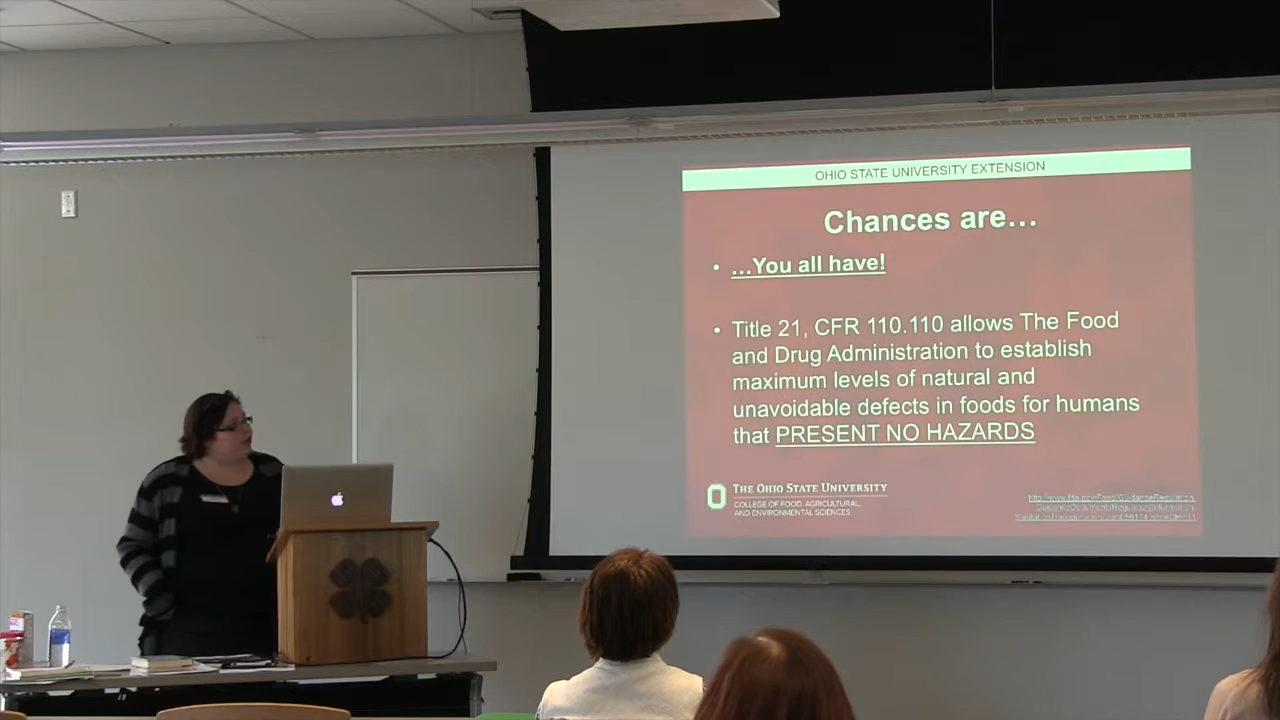 OHIO STATE UNIVERSITY EXTENSION
Chances are…
• …You all have!
• Title 21, CFR 110.110 allows The Food
and Drug Administration to establish
maximum levels of natural and
unavoidable defects in foods for humans
that PRESENT NO HAZARDS
THE OHIO STATE UNIVERSITY
COLLEGE OF FOOD, AGRICULTURAL,
AND ENVIRONMENTAL SCIENCES